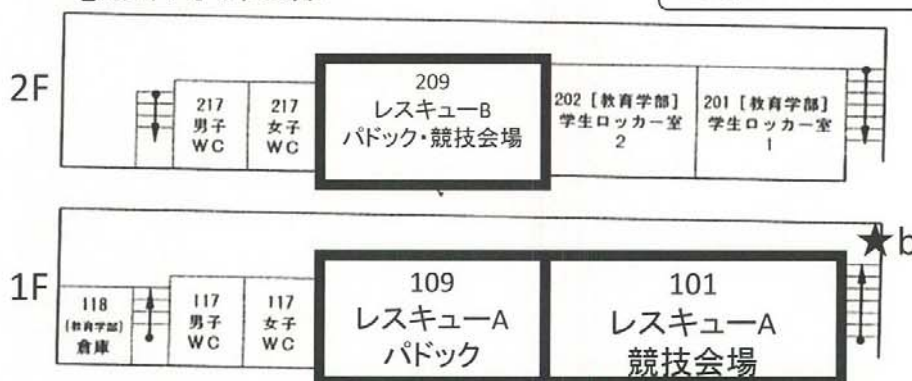 2F
217
男子
WC
217
女子
WC
209
レスキューB
パドック・競技会場
202 [教育学部]
学生ロッカー室
2
201 [教育学部]
学生ロッカー室
1
1F
118
(教育学部)
倉庫
117
男子
WC
117
女子
WC
109
レスキューA
パドック
101
レスキューA
競技会場
★b